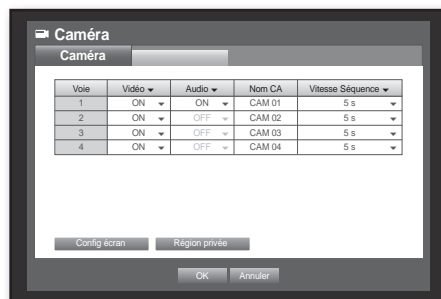 Caméra
Caméra
Voie Vidéo Audio Nom CA Vitesse Séquence
1 ON ON CAM 01 5 s
2 ON OFF CAM 02 5 s
3 ON OFF CAM 03 5 s
4 ON OFF CAM 04 5 s
Config écran Région privée
OK Annuler